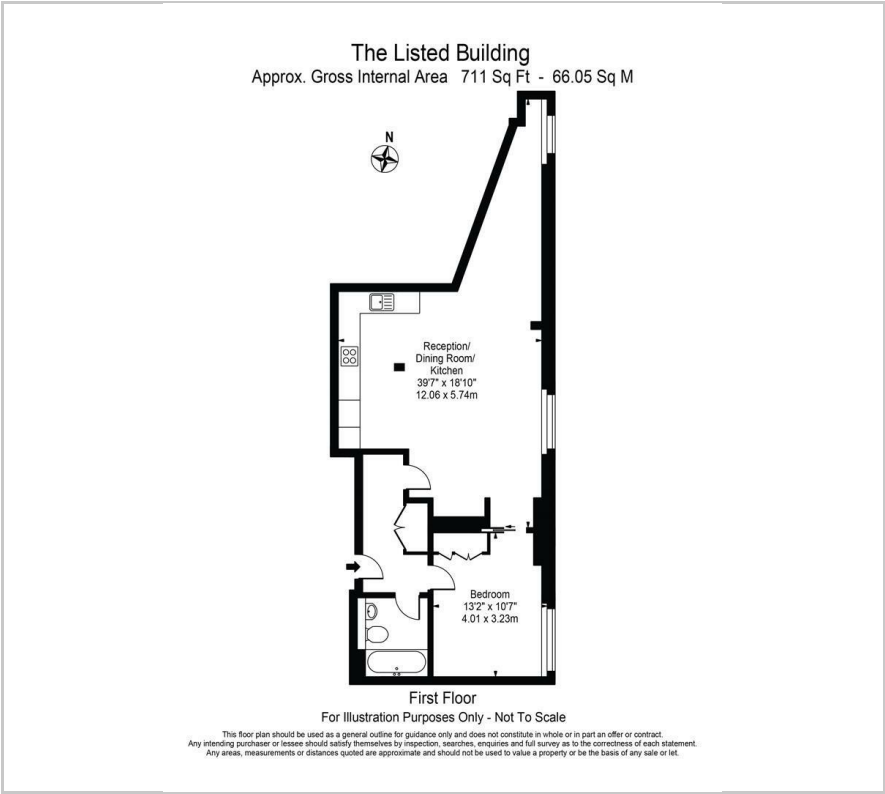 The Listed Building
Approx. Gross Internal Area 711 Sq Ft - 66.05 Sq M
N
Reception/
Dining Room/
Kitchen
39'7" x 18'10"
12.06 x 5.74m
Bedroom
13'2" x 10'7"
4.01 x 3.23m
First Floor
For Illustration Purposes Only - Not To Scale
This floor plan should be used as a general outline for guidance only and does not constitute in whole or in part an offer or contract.
Any intending purchaser or lessee should satisfy themselves by inspection, searches, enquiries and full survey as to the correctness of each statement.
Any areas, measurements or distances quoted are approximate and should not be used to value a property or be the basis of any sale or let.